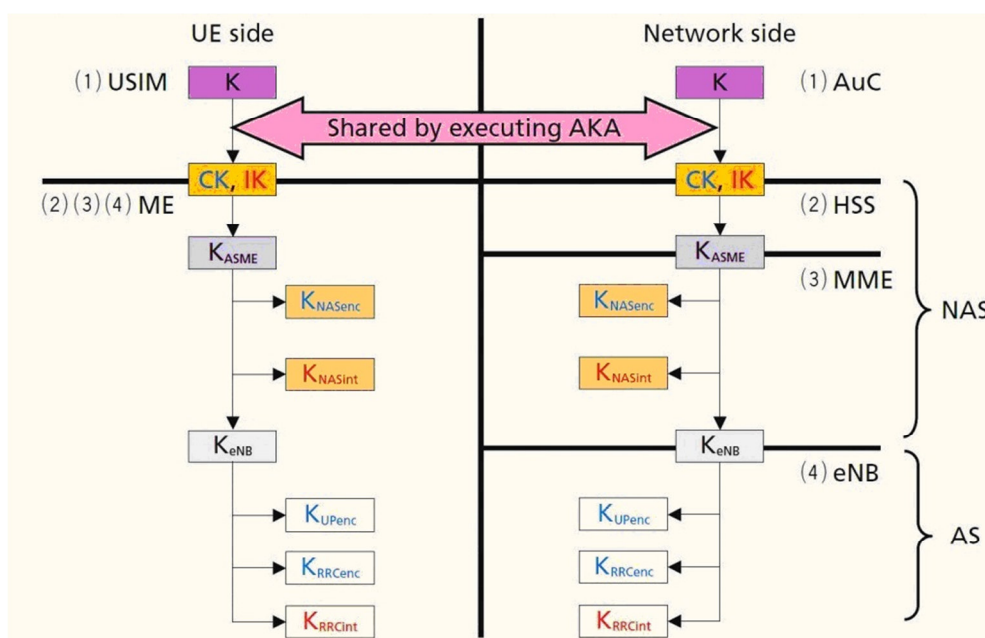 UE side
Network side
(1) USIM
K
K
(1) AuC
Shared by executing AKA
CK, IK
CK, IK
(2) (3) (4) ME
(2) HSS
KASME
KASME
(3) MME
KNASenc
KNASenc
NAS
KNASint
KNASint
KeNB
KeNB
(4) eNB
KUPenc
KUPenc
AS
KRRCenc
KRRCenc
KRRCint
KRRCint